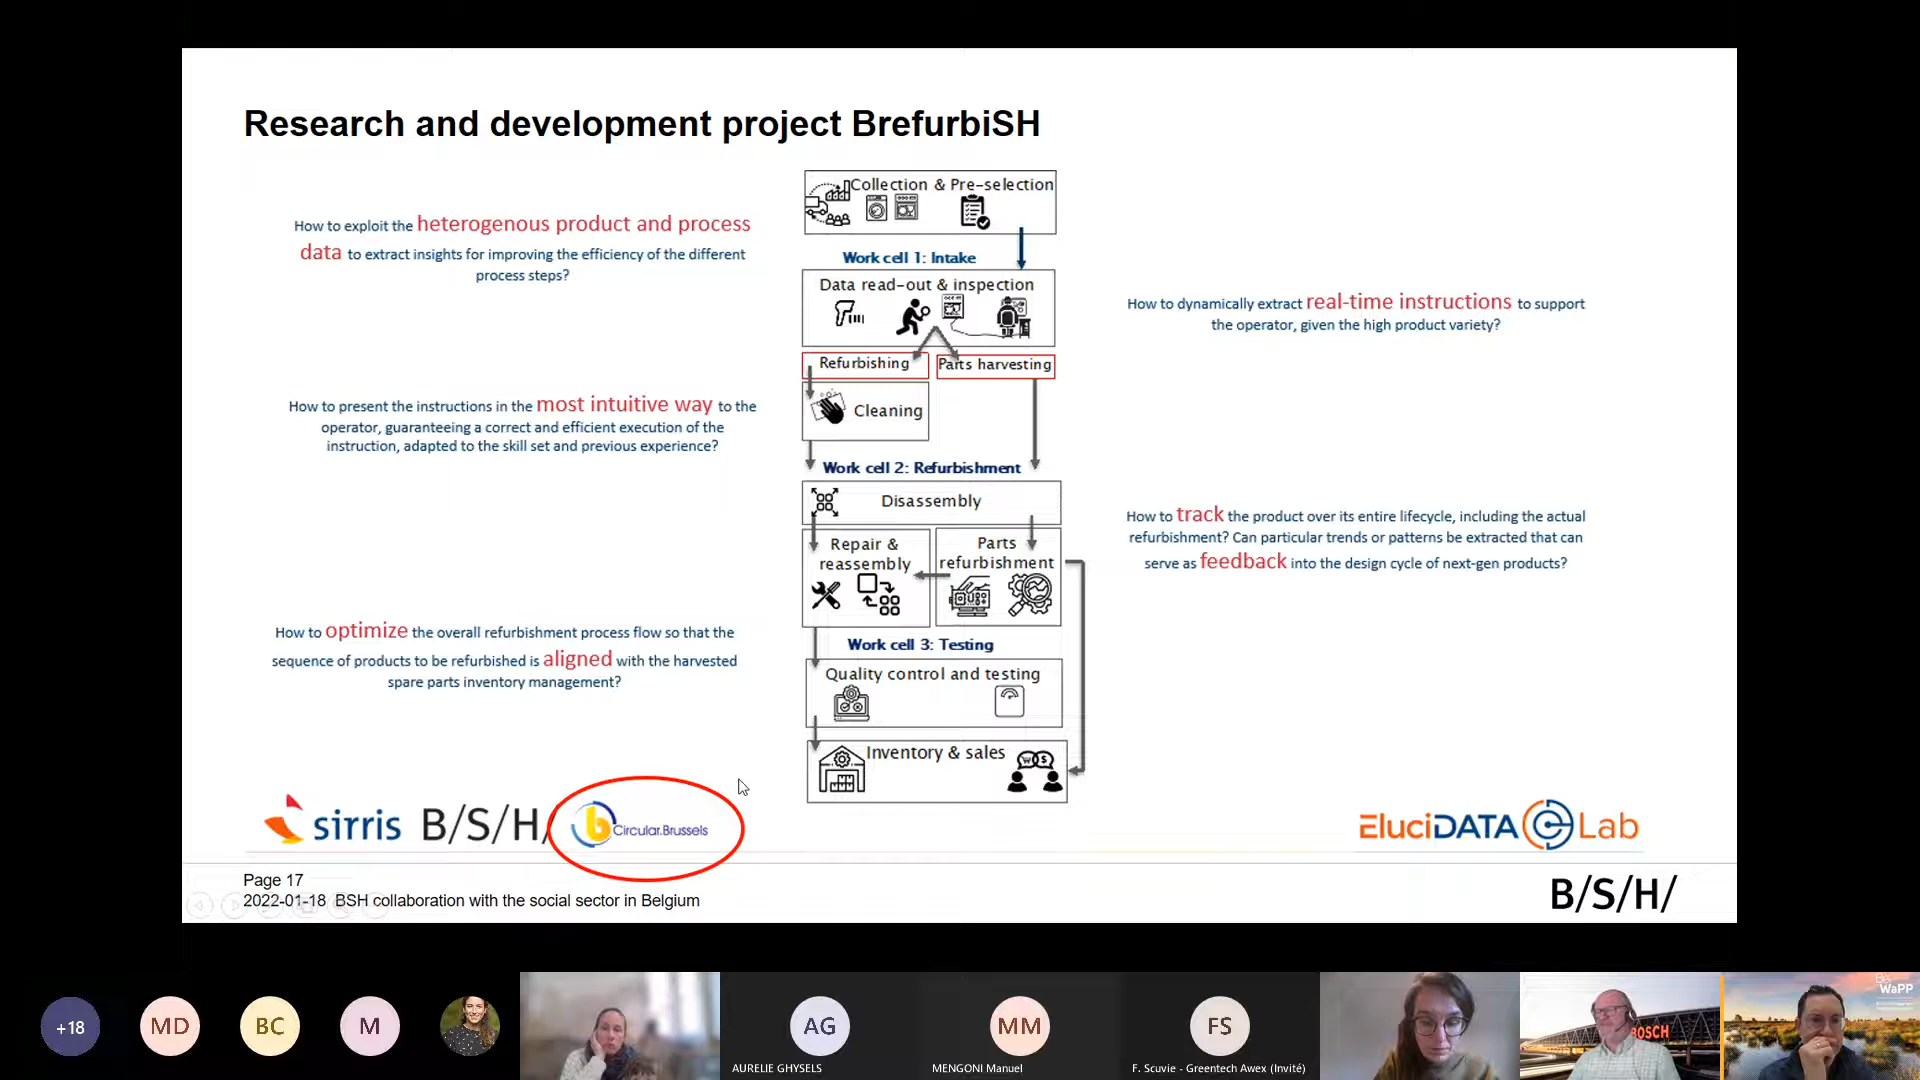 Research and development project BrefurbiSH
How to exploit the heterogenous product and process
data to extract insights for improving the efficiency of the different
process steps?
How to present the instructions in the most intuitive way to the
operator, guaranteeing a correct and efficient execution of the
instruction, adapted to the skill set and previous experience?
How to optimize the overall refurbishment process flow so that the
sequence of products to be refurbished is aligned with the harvested
spare parts inventory management?
Collection & Pre-selection
Work cell 1: Intake
Data read-out & inspection
Refurbishing
Parts harvesting
Cleaning
Work cell 2: Refurbishment
Disassembly
Repair &
reassembly
Parts
refurbishment
Work cell 3: Testing
Quality control and testing
Inventory & sales
How to dynamically extract real-time instructions to support
the operator, given the high product variety?
How to track the product over its entire lifecycle, including the actual
refurbishment? Can particular trends or patterns be extracted that can
serve as feedback into the design cycle of next-gen products?
sirris B/S/H/ Circular.Brussels
EluciDATA Lab
Page 17
2022-01-18 BSH collaboration with the social sector in Belgium
B/S/H/
+18
MD
BC
M
AG
AURELIE GHYSELS
MM
MENGONI Manuel
FS
F. Scuvie - Greentech Awex (Invité)
BOSCH
WaPP